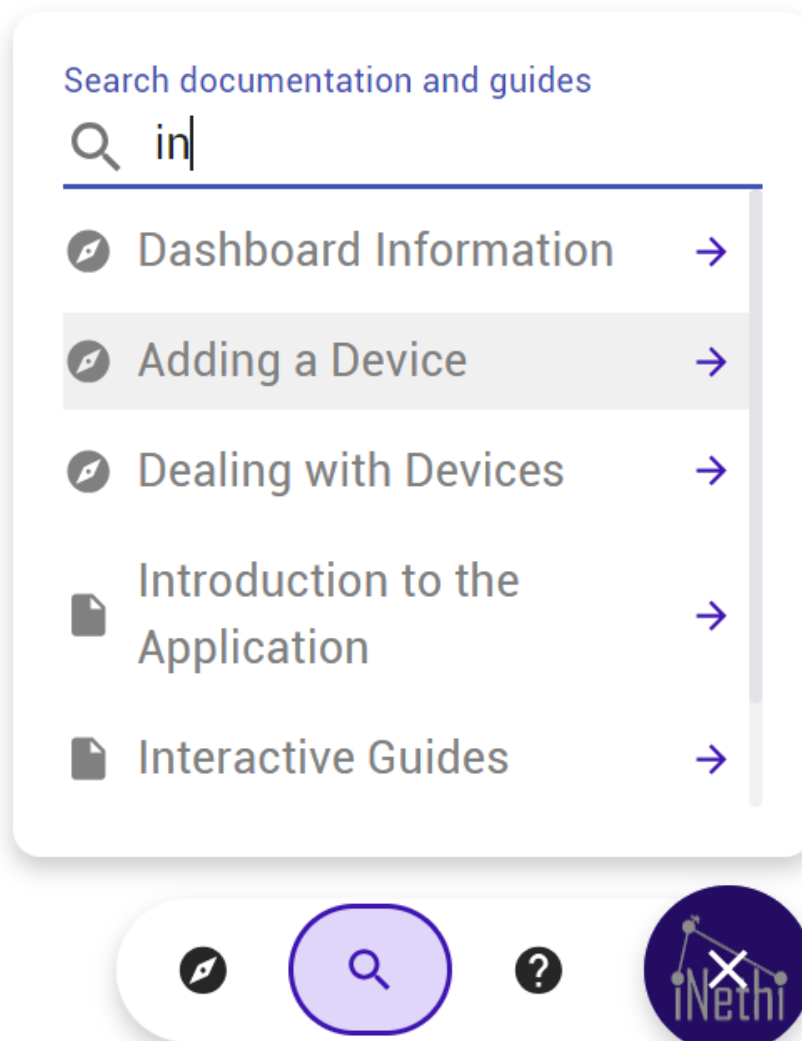 Search documentation and guides
in
Dashboard Information
Adding a Device
Dealing with Devices
Introduction to the
Application
Interactive Guides
iNethi